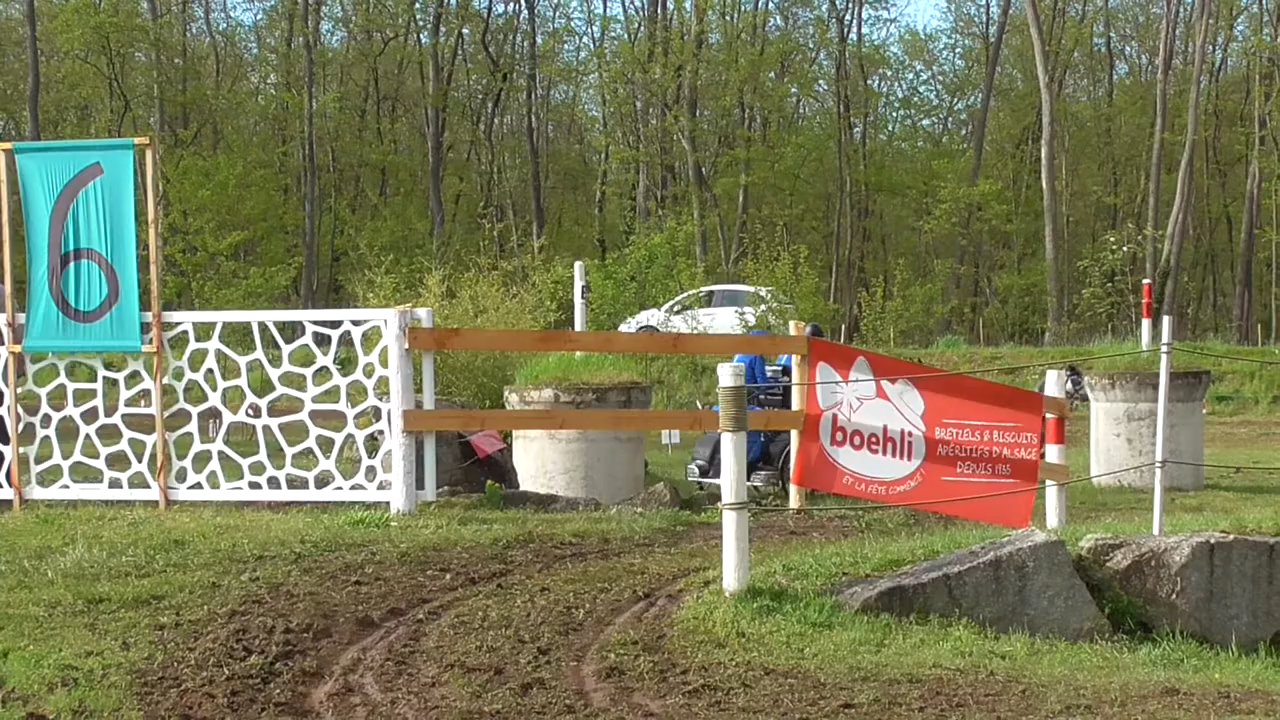 6
boehli
BRETZELS & BISCUITS
APÉRITIFS D'ALSACE
DEPUIS 1935
ET LA FÊTE COMMENCE !